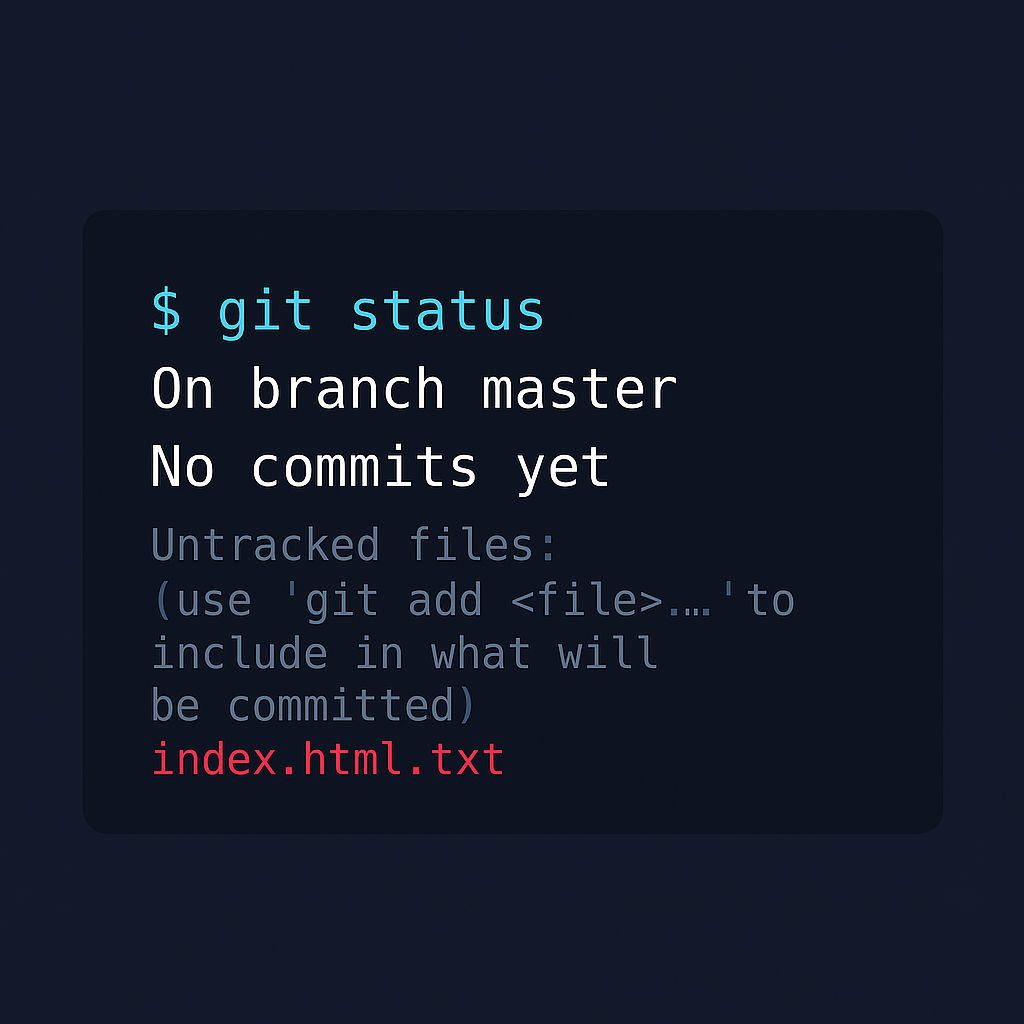 $ git status
On branch master
No commits yet
Untracked files:
(use 'git add <file>.…'to
include in what will
be committed)
index.html.txt